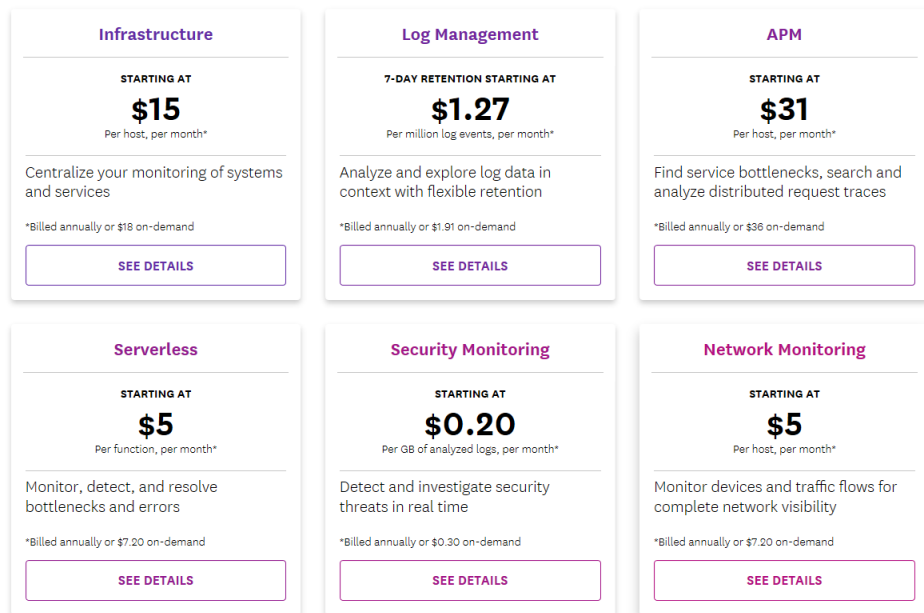 Infrastructure
STARTING AT
$15
Per host, per month*
Centralize your monitoring of systems
and services
*Billed annually or $18 on-demand
SEE DETAILS
Log Management
7-DAY RETENTION STARTING AT
$1.27
Per million log events, per month*
Analyze and explore log data in
context with flexible retention
*Billed annually or $1.91 on-demand
SEE DETAILS
APM
STARTING AT
$31
Per host, per month*
Find service bottlenecks, search and
analyze distributed request traces
*Billed annually or $36 on-demand
SEE DETAILS
Serverless
STARTING AT
$5
Per function, per month*
Monitor, detect, and resolve
bottlenecks and errors
*Billed annually or $7.20 on-demand
SEE DETAILS
Security Monitoring
STARTING AT
$0.20
Per GB of analyzed logs, per month*
Detect and investigate security
threats in real time
*Billed annually or $0.30 on-demand
SEE DETAILS
Network Monitoring
STARTING AT
$5
Per host, per month*
Monitor devices and traffic flows for
complete network visibility
*Billed annually or $7.20 on-demand
SEE DETAILS